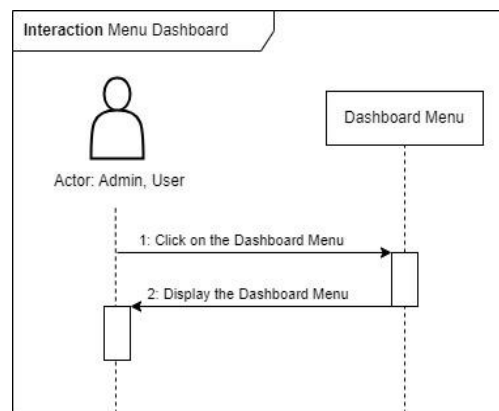 Interaction Menu Dashboard
Dashboard Menu
Actor: Admin, User
1: Click on the Dashboard Menu
2: Display the Dashboard Menu